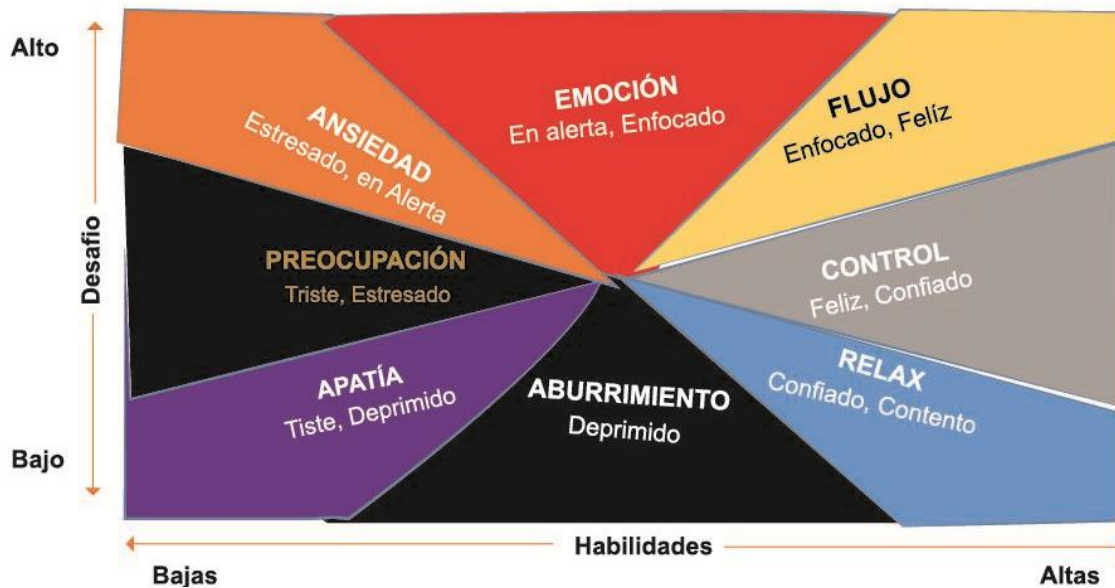 Alto
EMOCIÓN
En alerta, Enfocado
FLUJO
Enfocado, Felíz
ANSIEDAD
Estresado, en Alerta
Desafio
PREOCUPACIÓN
Triste, Estresado
CONTROL
Feliz, Confiado
APATÍA
Tiste, Deprimido
ABURRIMIENTO
Deprimido
RELAX
Confiado, Contento
Bajo
Habilidades
Bajas
Altas